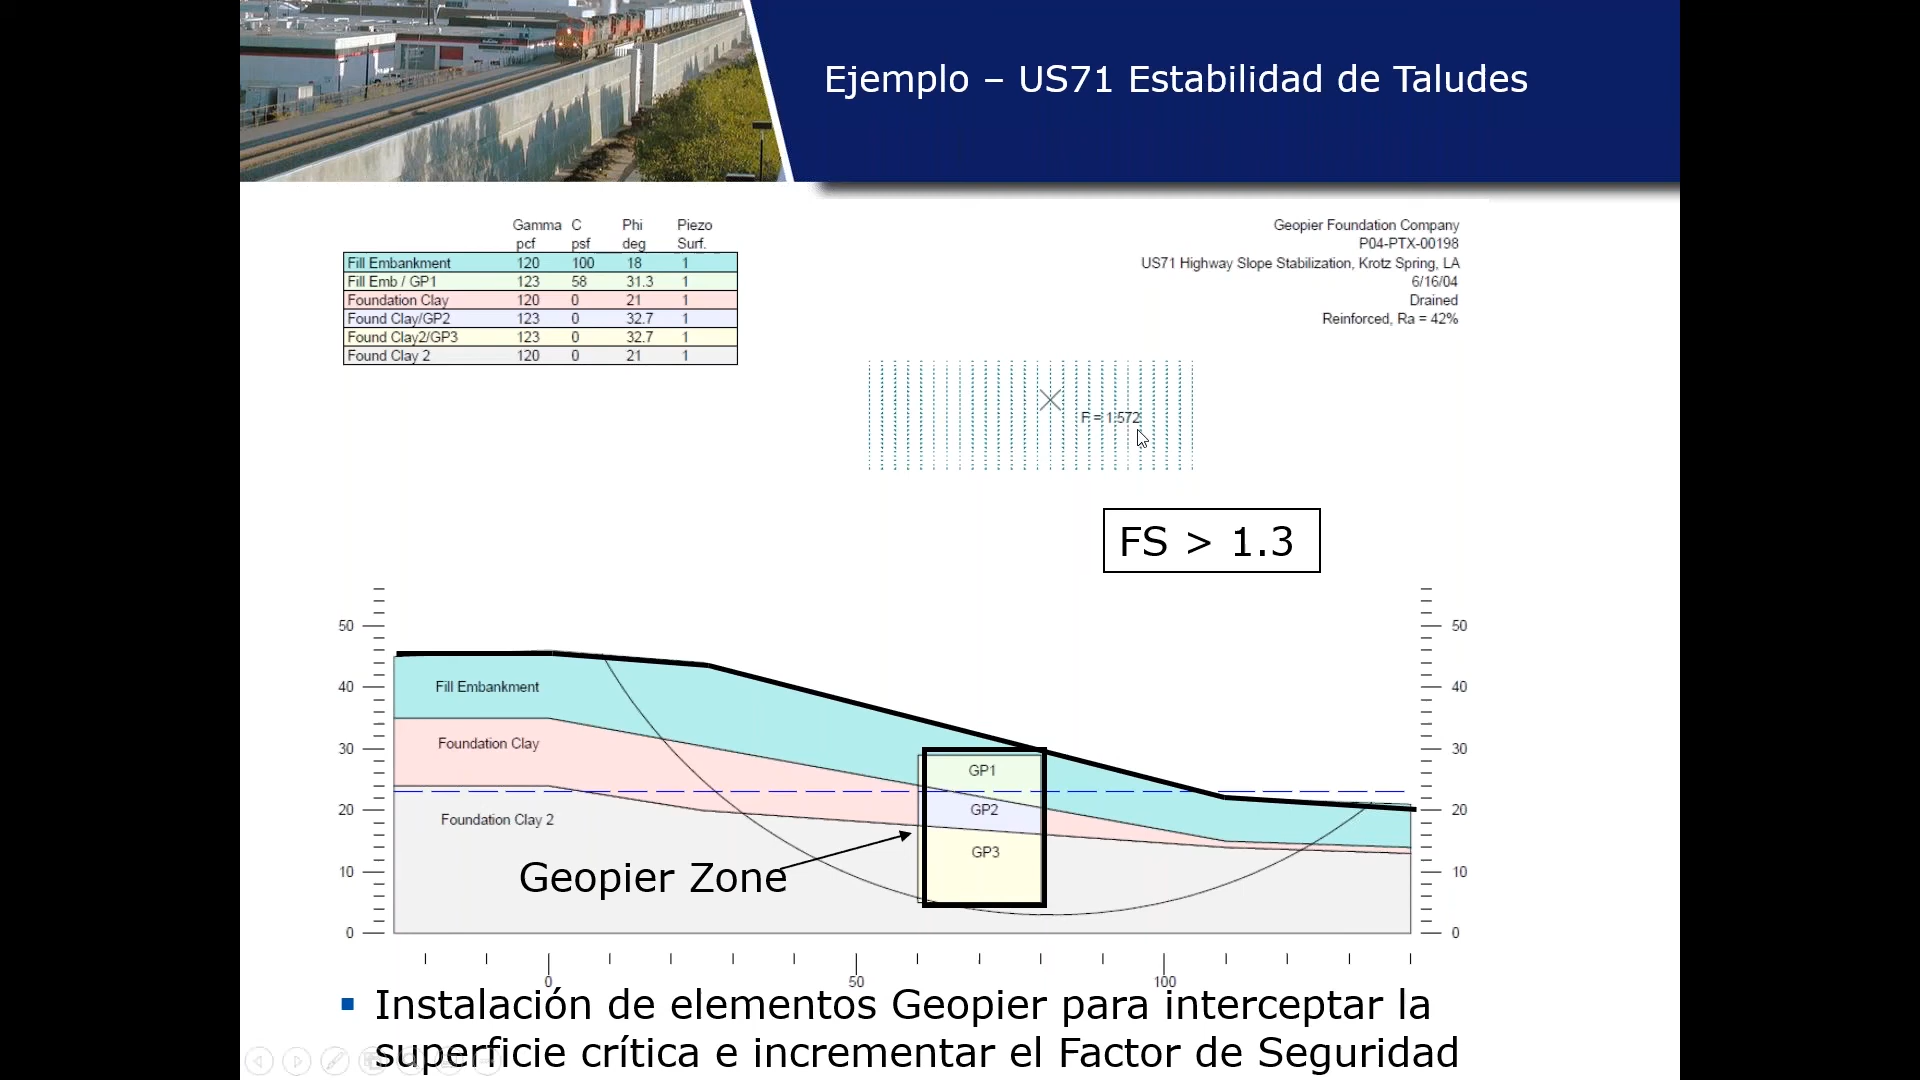 Ejemplo – US71 Estabilidad de Taludes
Gamma C Phi Piezo
pcf psf deg Surf.
Fill Embankment 120 100 18 1
Fill Emb / GP1 123 58 31.3 1
Foundation Clay 120 0 21 1
Found Clay/GP2 123 0 32.7 1
Found Clay2/GP3 123 0 32.7 1
Found Clay 2 120 0 21 1
Geopier Foundation Company
P04-PTX-00198
US71 Highway Slope Stabilization, Krotz Spring, LA
6/16/04
Drained
Reinforced, Ra = 42%
F = 1.572
FS > 1.3
50 50
40 Fill Embankment 40
30 Foundation Clay 30
GP1
20 Foundation Clay 2 GP2 20
GP3
10 Geopier Zone 10
0 0
0 50 100
Instalación de elementos Geopier para interceptar la
superficie crítica e incrementar el Factor de Seguridad